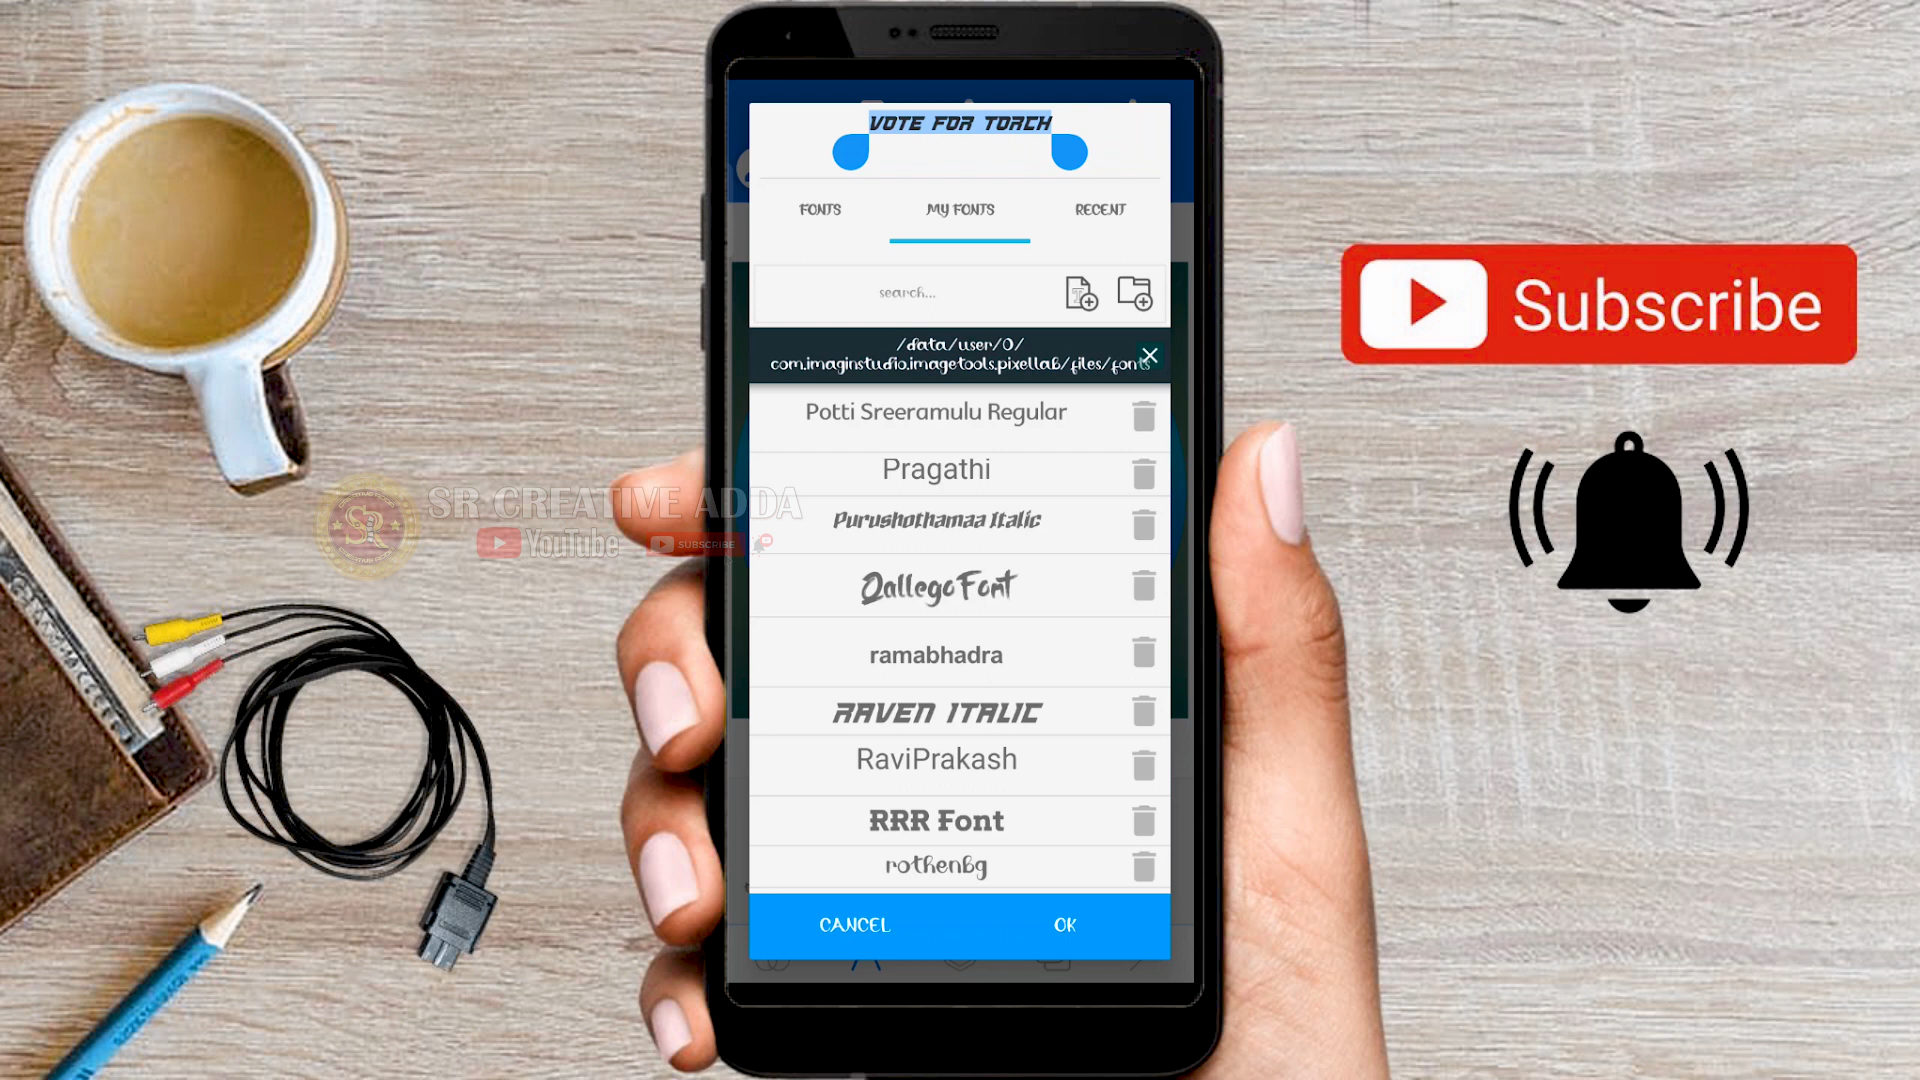 VOTE FOR TORCH
FONTS
MY FONTS
RECENT
search...
/data/user/0/
com.imaginstudio.imagetools.pixellab/files/fonts
Potti Sreeramulu Regular
Pragathi
Purushothamaa Italic
Qallego Font
ramabhadra
RAVEN ITALIC
RaviPrakash
RRR Font
rothenbg
CANCEL
OK
SR CREATIVE ADDA
YouTube
SUBSCRIBE
SR
Subscribe